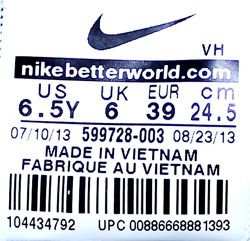 VH
nikebetterworld.com
US UK EUR cm
6.5Y 6 39 24.5
07/10/13 599728-003 08/23/13
MADE IN VIETNAM
FABRIQUE AU VIETNAM
104434792 UPC 00886668881393